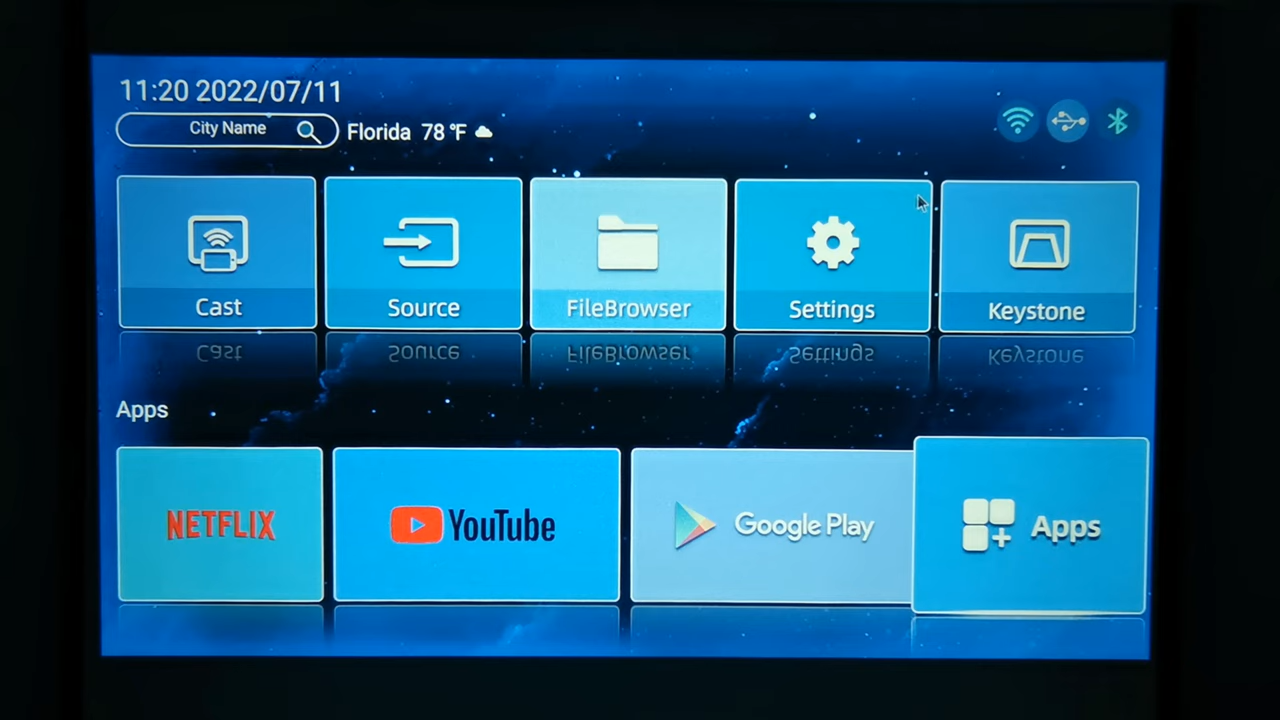 11:20 2022/07/11
City Name
Florida 78 °F
Cast
Source
FileBrowser
Settings
Keystone
Cast
Source
FileBrowser
Settings
Keystone
Apps
NETFLIX
YouTube
Google Play
Apps